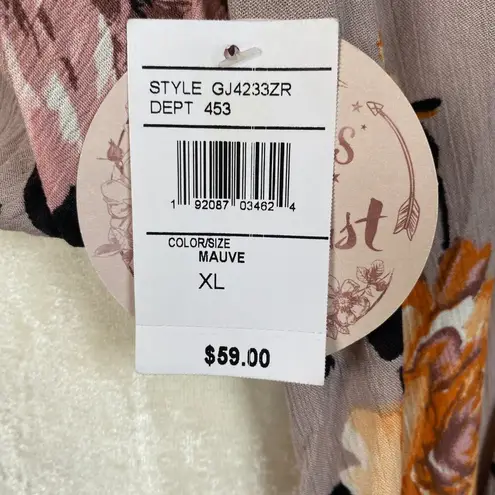 STYLE GJ4233ZR
DEPT 453
1 92087 03462 4
COLOR/SIZE
MAUVE
XL
$59.00